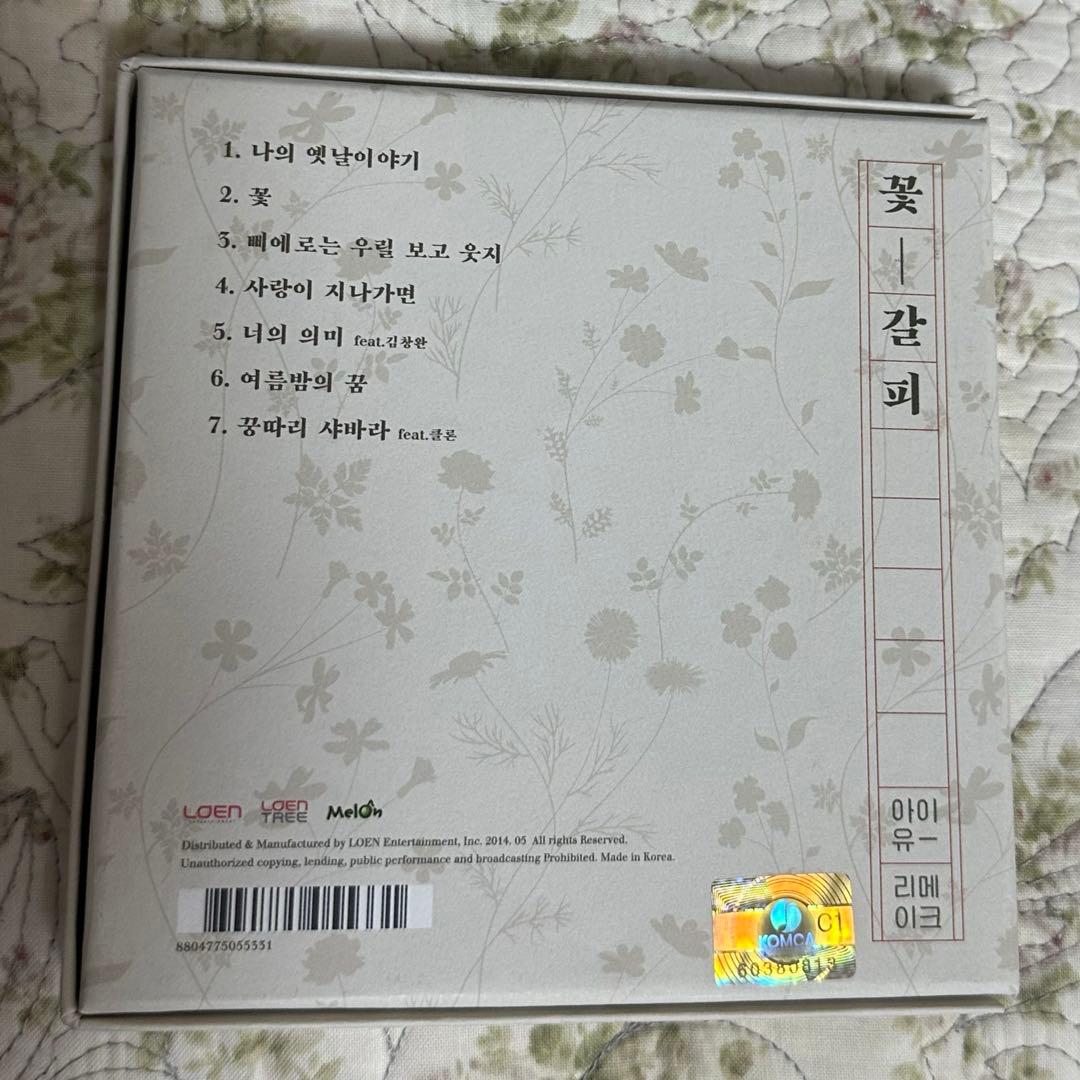 1. 나의 옛날이야기
2. 꽃
3. 삐에로는 우릴 보고 웃지
4. 사랑이 지나가면
5. 너의 의미 feat.김창완
6. 여름밤의 꿈
7. 꿍따리 샤바라 feat.클론
꽃
갈
피
아이
유
리메
이크
LOEN
ENTERTAINMENT
LOEN
TREE
Melon
Distributed & Manufactured by LOEN Entertainment, Inc. 2014. 05 All rights Reserved.
Unauthorized copying, lending, public performance and broadcasting Prohibited. Made in Korea.
8804775055551
KOMCA C1
60380813